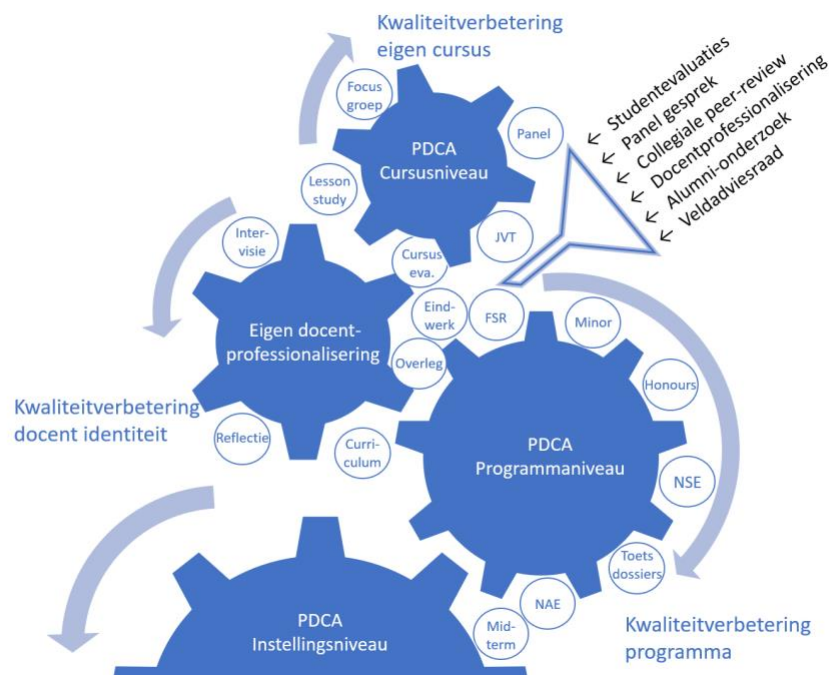 Kwaliteitverbetering
eigen cursus
← Studentevaluaties
← Panel gesprek
← Collegiale peer-review
← Docentprofessionalisering
← Alumni-onderzoek
← Veldadviesraad
Focus
groep
Panel
PDCA
Cursusniveau
Lesson
study
JVT
Inter-
visie
Cursus
eva.
Eind-
werk
FSR
Minor
Eigen docent-
professionalisering
Overleg
Honours
Kwaliteitverbetering
docent identiteit
Reflectie
Curri-
culum
PDCA
Programmaniveau
NSE
Toets
dossiers
NAE
Mid-
term
PDCA
Instellingsniveau
Kwaliteitverbetering
programma